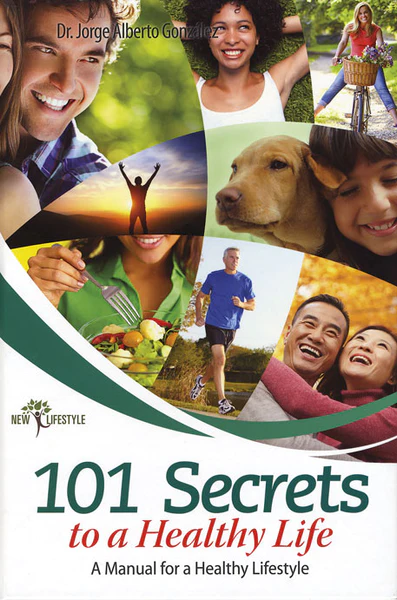 Dr. Jorge Alberto González
NEW LIFESTYLE
101 Secrets
to a Healthy Life
A Manual for a Healthy Lifestyle